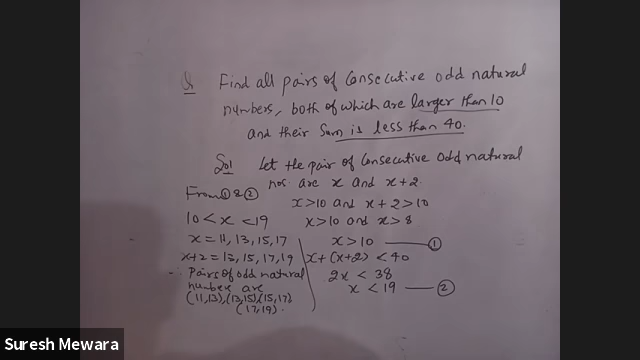 Q Find all pairs of Consecutive odd natural
numbers, both of which are larger than 10
and their Sum is less than 40.
Sol Let the pair of Consecutive odd natural
nos. are x and x+2.
x>10 and x+2>10
x>10 and x>8
x>10 —— ①
x+(x+2) <40
2x < 38
x < 19 —— ②
From ① & ②
10 < x < 19
x = 11, 13, 15, 17
x+2 = 13, 15, 17, 19
∴ Pairs of odd natural
numbers are
(11,13),(13,15),(15,17)
(17,19).
Suresh Mewara